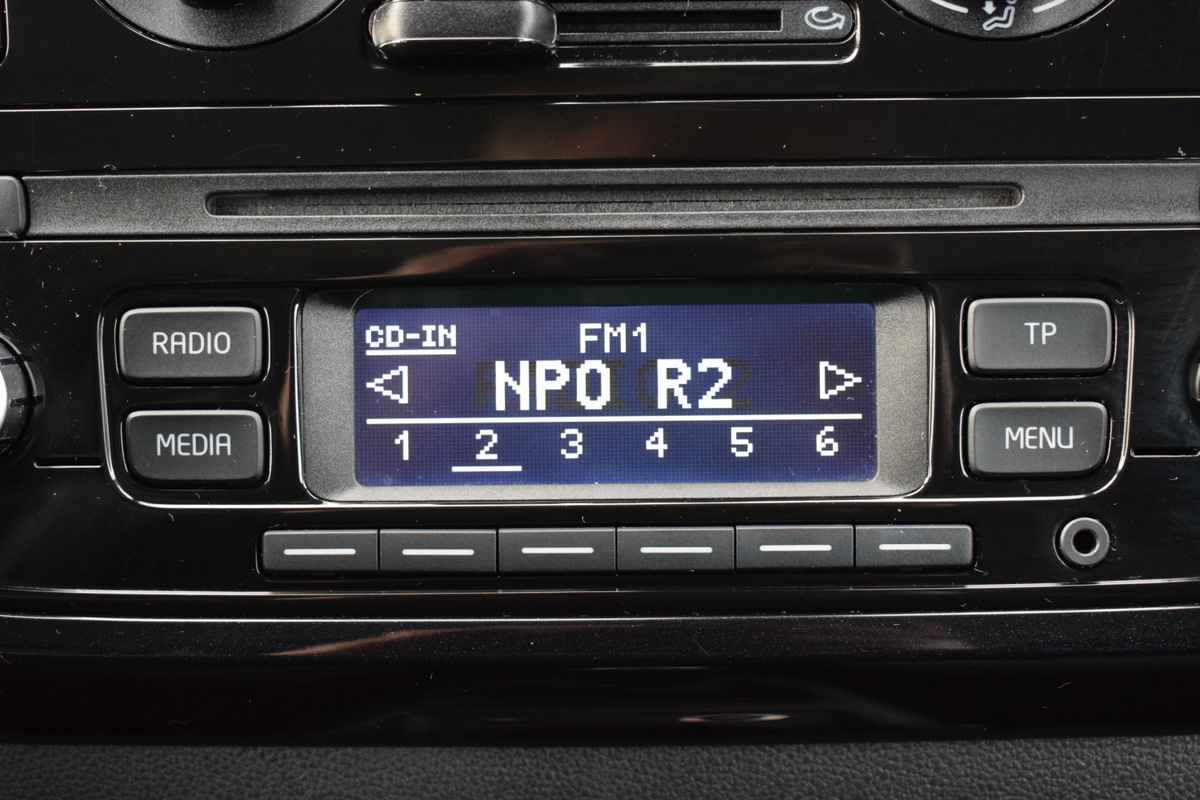 RADIO
MEDIA
CD-IN FM1
NPO R2
1 2 3 4 5 6
TP
MENU